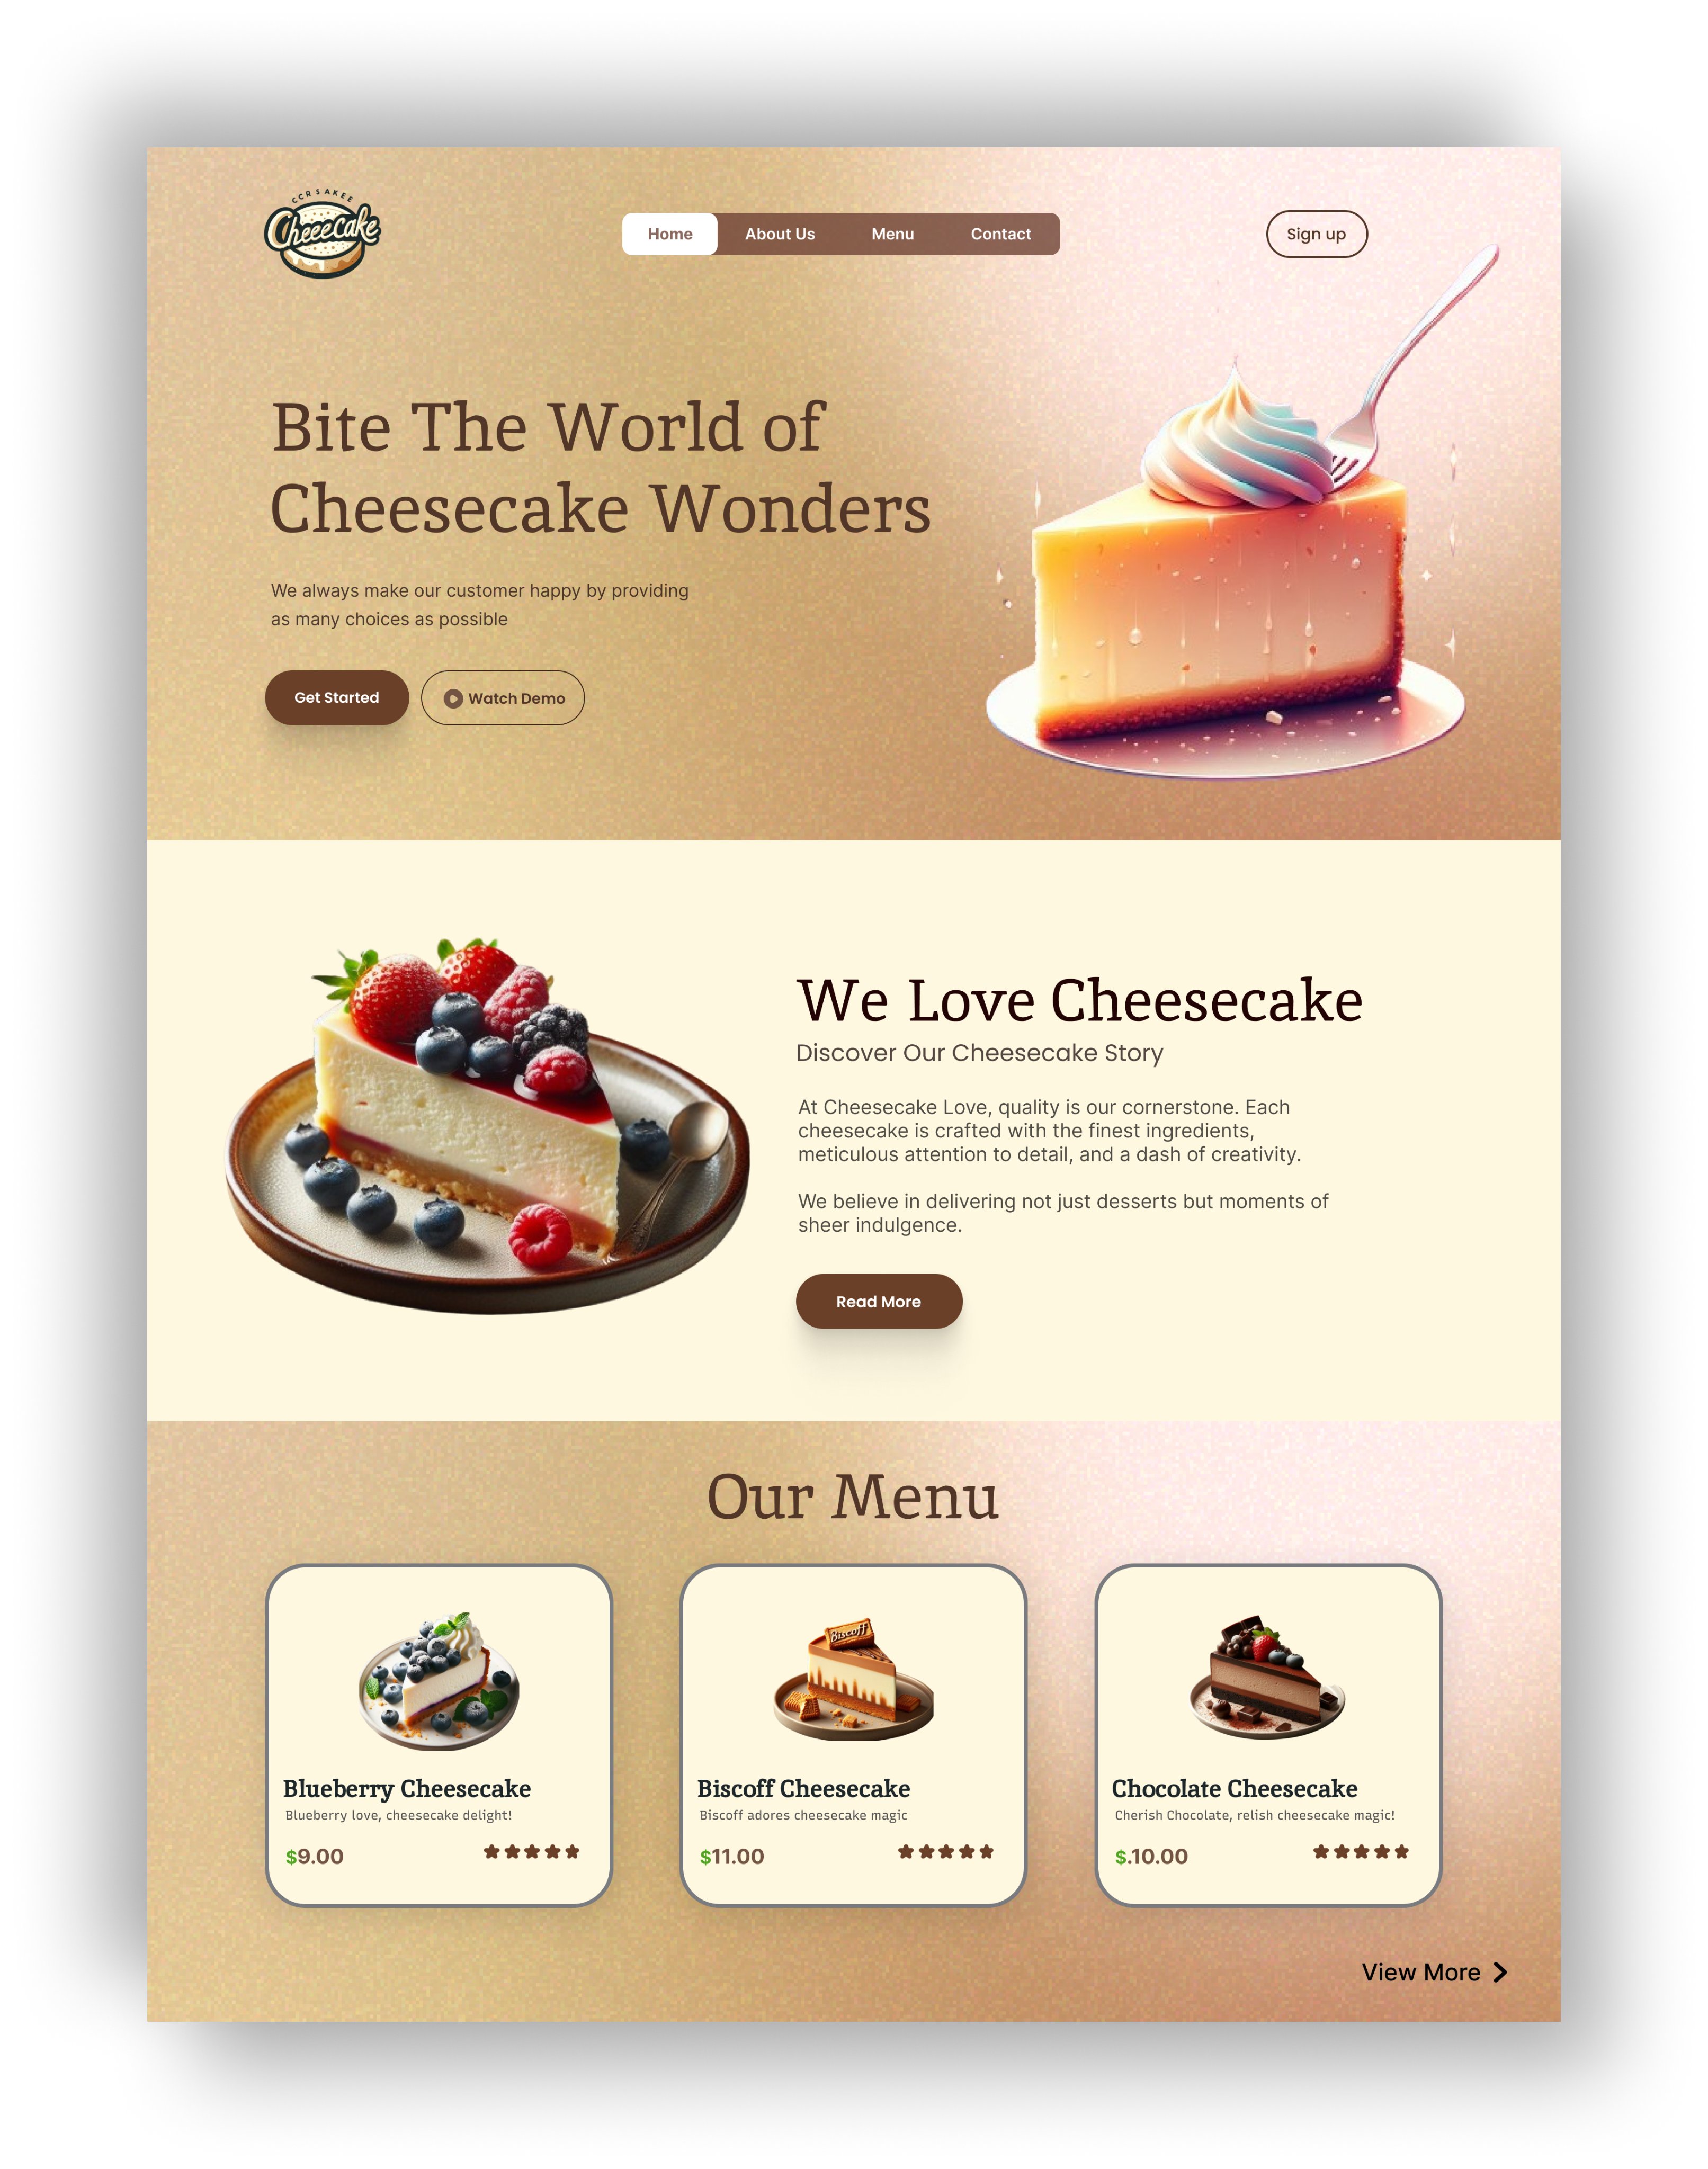 CCR S AKEE
CheeeCake
Home
About Us
Menu
Contact
Sign up
Bite The World of
Cheesecake Wonders
We always make our customer happy by providing
as many choices as possible
Get Started
Watch Demo
We Love Cheesecake
Discover Our Cheesecake Story
At Cheesecake Love, quality is our cornerstone. Each
cheesecake is crafted with the finest ingredients,
meticulous attention to detail, and a dash of creativity.
We believe in delivering not just desserts but moments of
sheer indulgence.
Read More
Our Menu
Blueberry Cheesecake
Blueberry love, cheesecake delight!
$9.00
Biscoff
Biscoff Cheesecake
Biscoff adores cheesecake magic
$11.00
Chocolate Cheesecake
Cherish Chocolate, relish cheesecake magic!
$.10.00
View More